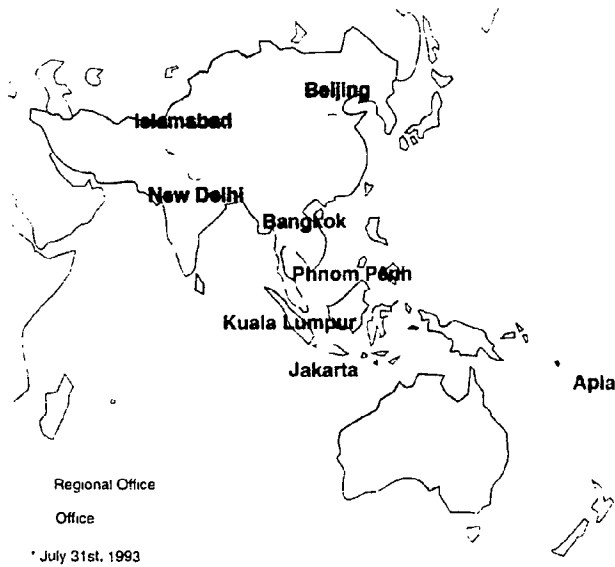 Beijing
Islamabad
New Delhi
Bangkok
Phnom Penh
Kuala Lumpur
Jakarta
Apia
Regional Office
Office
* July 31st, 1993